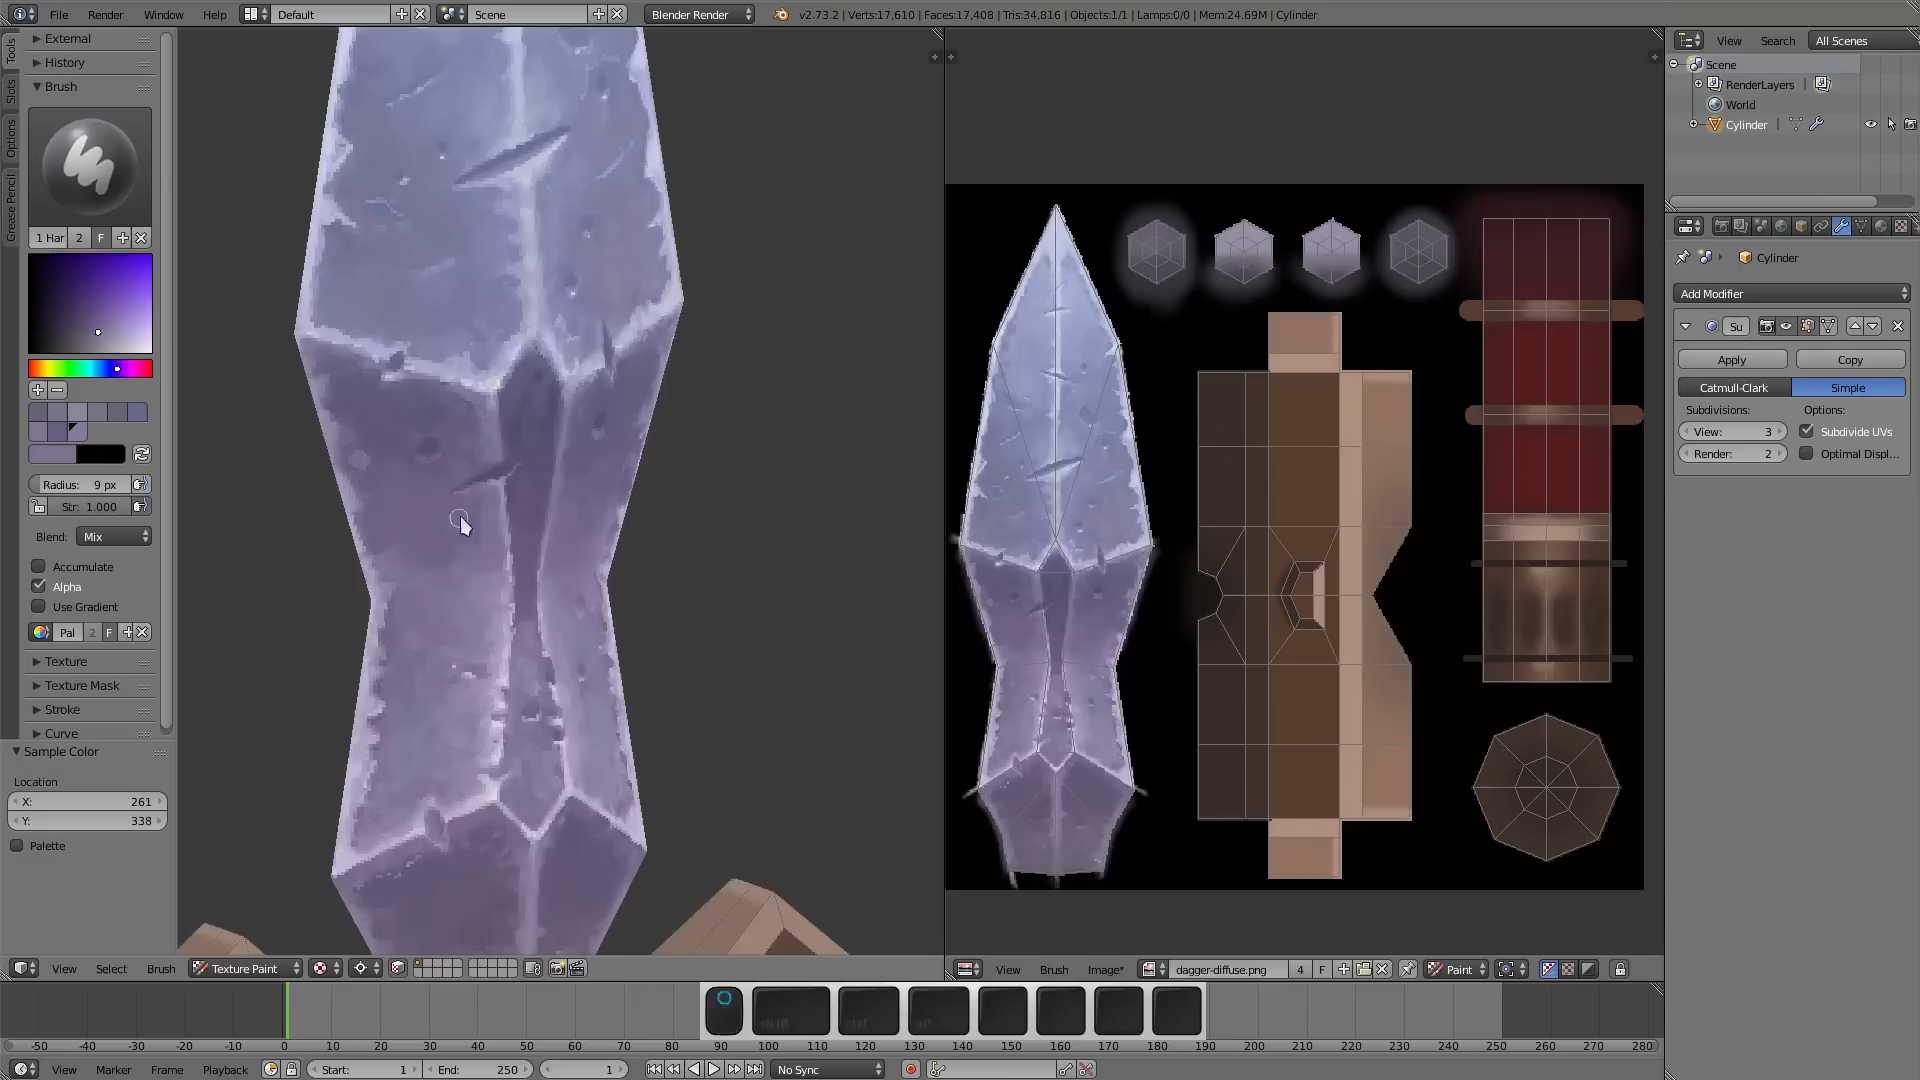 File Render Window Help Default Scene Blender Render v2.73.2 | Verts:17,610 | Faces:17,408 | Tris:34,816 | Objects:1/1 | Lamps:0/0 | Mem:24.69M | Cylinder
Tools
Slots
Options
Grease Pencil
External
History
Brush
1 Har 2 F
Radius: 9 px
Str: 1.000
Blend: Mix
Accumulate
Alpha
Use Gradient
Pal 2 F
Texture
Texture Mask
Stroke
Curve
Sample Color
Location
X: 261
Y: 338
Palette
View Search All Scenes
Scene
RenderLayers |
World
Cylinder |
Cylinder
Add Modifier
Su
Apply Copy
Catmull-Clark Simple
Subdivisions: Options:
View: 3 Subdivide UVs
Render: 2 Optimal Displ...
View Select Brush Texture Paint
View Brush Image* dagger-diffuse.png 4 F Paint
shift ctrl alt
-50 -40 -30 -20 -10 0 10 20 30 40 50 60 70 80 90 100 110 120 130 140 150 160 170 180 190 200 210 220 230 240 250 260 270 280
View Marker Frame Playback Start: 1 End: 250 1 No Sync